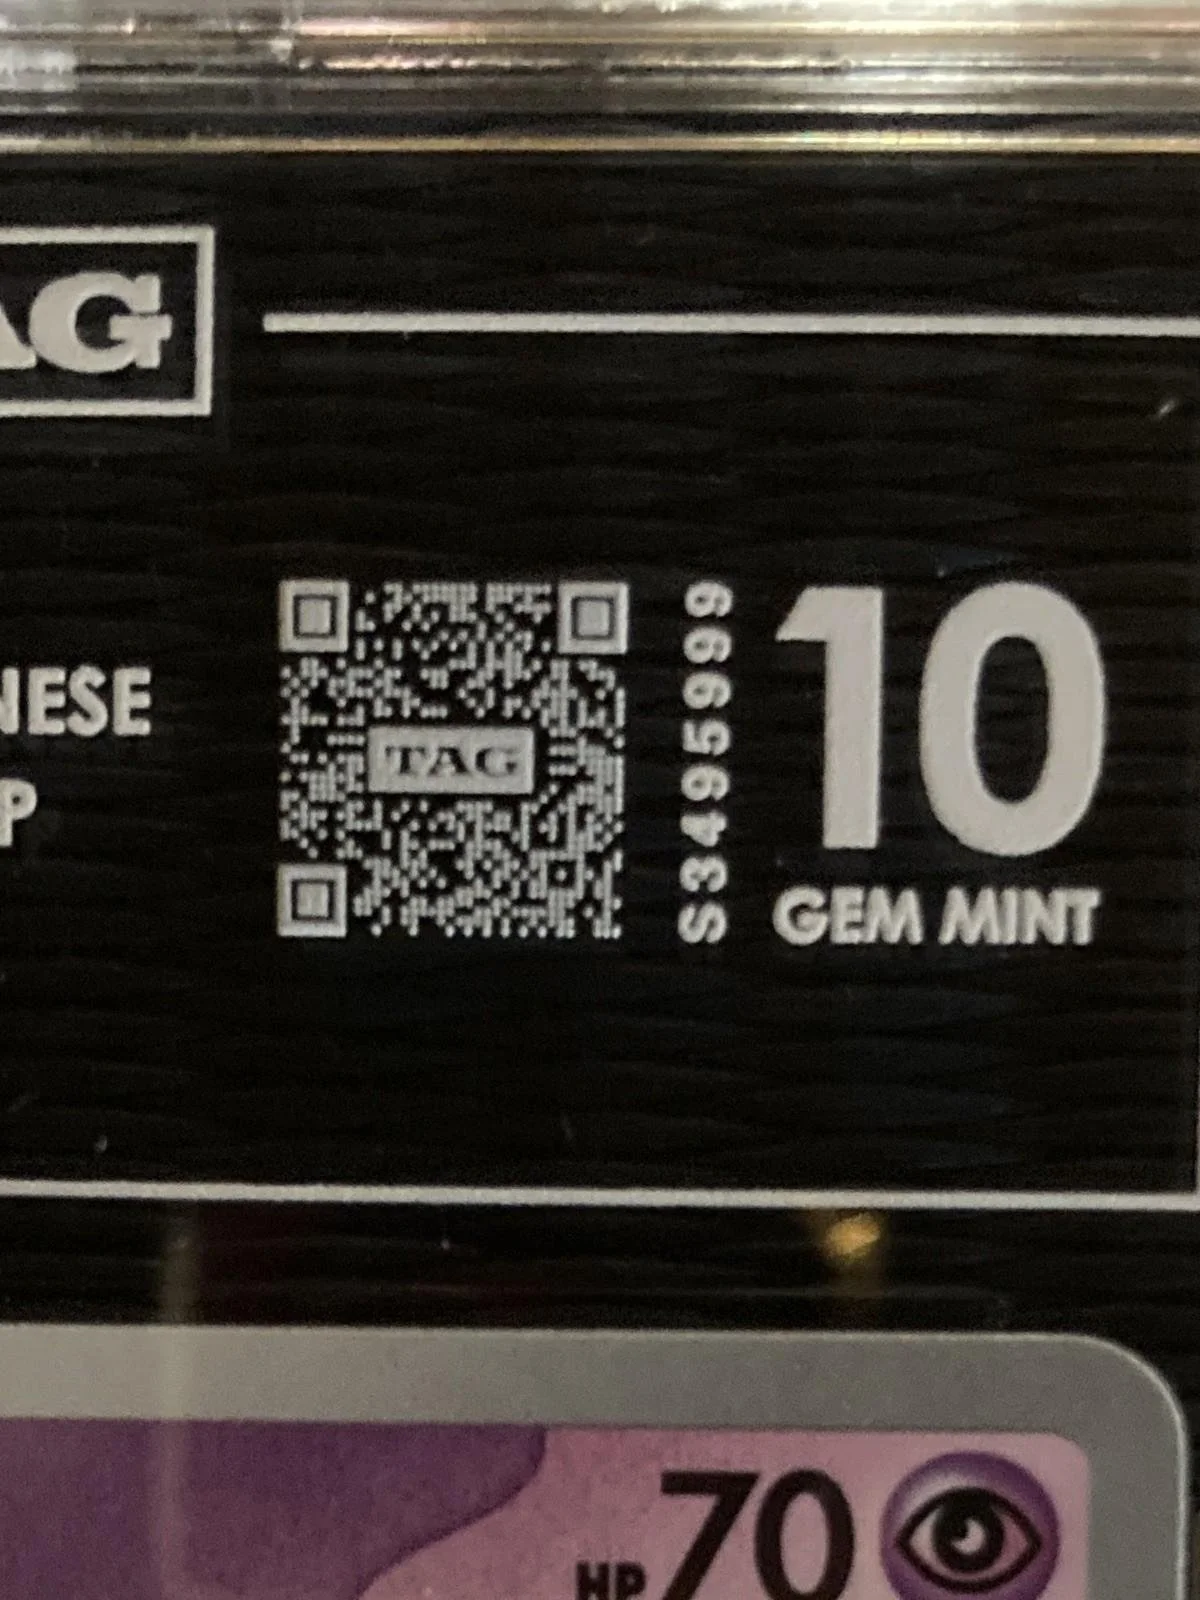 AG
NESE
P
TAG
S3495999
10
GEM MINT
HP70